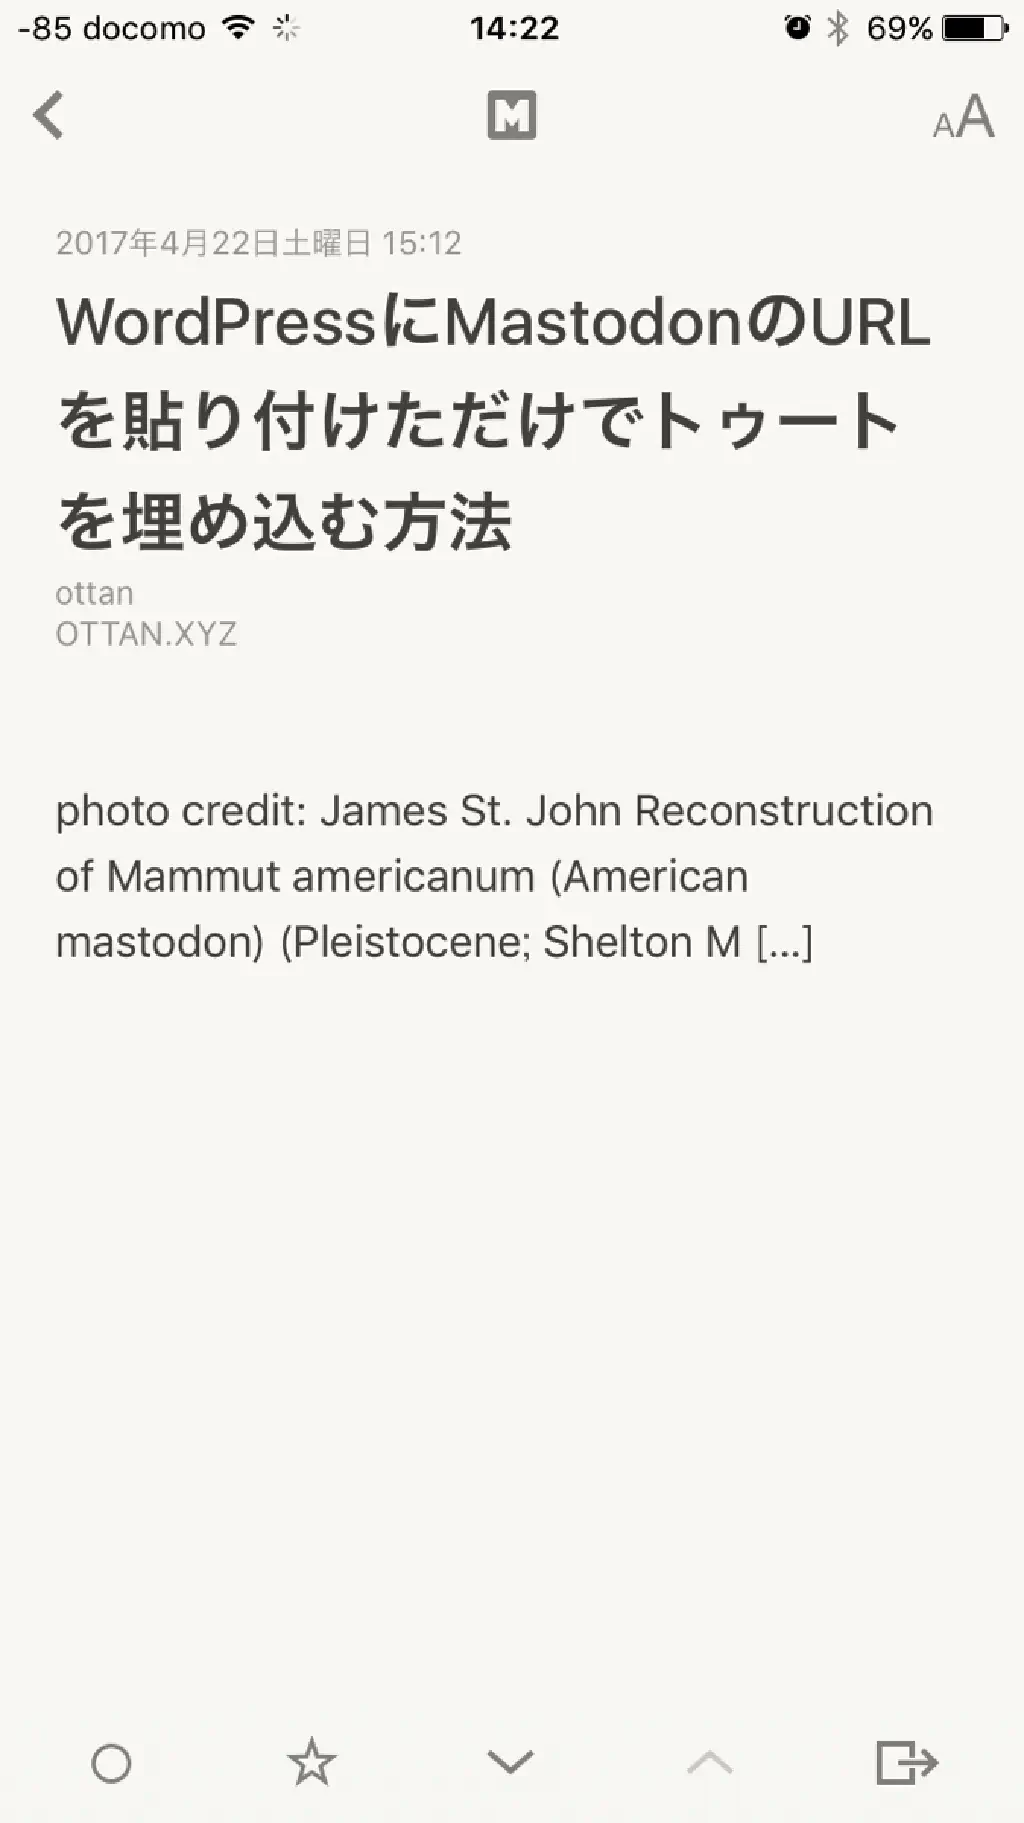 -85 docomo 14:22 69%
M
AA
2017年4月22日土曜日 15:12
WordPressにMastodonのURL
を貼り付けただけでトゥート
を埋め込む方法
ottan
OTTAN.XYZ
photo credit: James St. John Reconstruction
of Mammut americanum (American
mastodon) (Pleistocene; Shelton M [...]